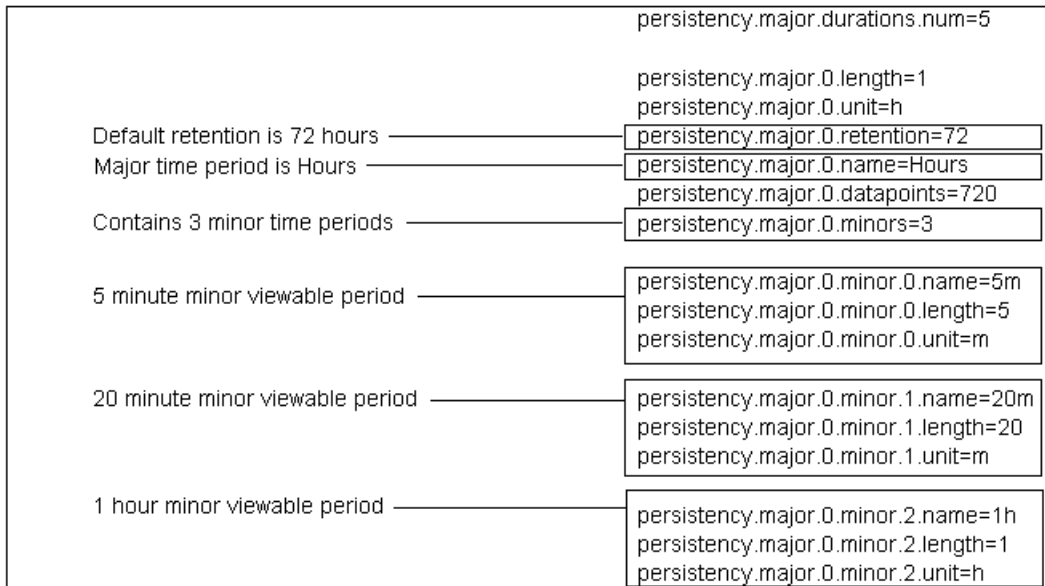 persistency.major.durations.num=5
persistency.major.0.length=1
persistency.major.0.unit=h
Default retention is 72 hours persistency.major.0.retention=72
Major time period is Hours persistency.major.0.name=Hours
persistency.major.0.datapoints=720
Contains 3 minor time periods persistency.major.0.minors=3
persistency.major.0.minor.0.name=5m
5 minute minor viewable period persistency.major.0.minor.0.length=5
persistency.major.0.minor.0.unit=m
20 minute minor viewable period persistency.major.0.minor.1.name=20m
persistency.major.0.minor.1.length=20
persistency.major.0.minor.1.unit=m
1 hour minor viewable period persistency.major.0.minor.2.name=1h
persistency.major.0.minor.2.length=1
persistency.major.0.minor.2.unit=h